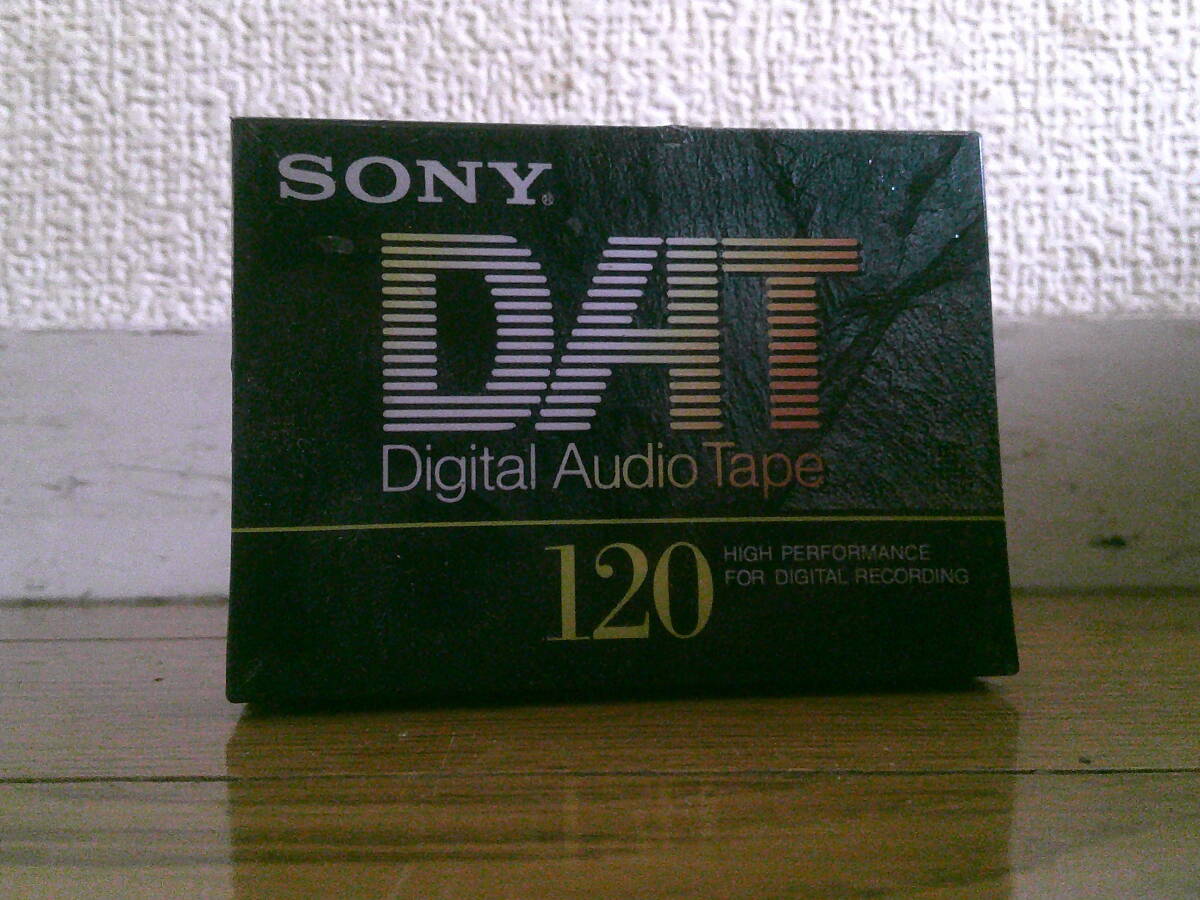 SONY®
DAT
Digital Audio Tape
120
HIGH PERFORMANCE
FOR DIGITAL RECORDING